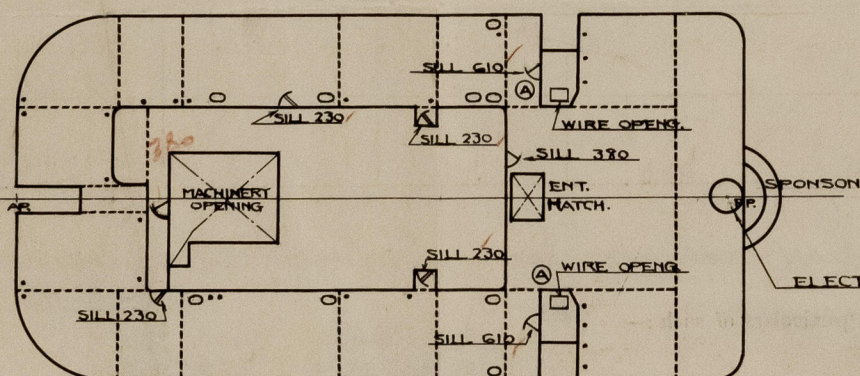 SILL 610
A
WIRE OPENG.
SILL 230
SILL 230
380
SILL 380
MACHINERY
OPENING
ENT.
HATCH.
SPONSON
A.P.
F.P.
SILL 230
A
WIRE OPENG.
ELECT
SILL 230
SILL 610